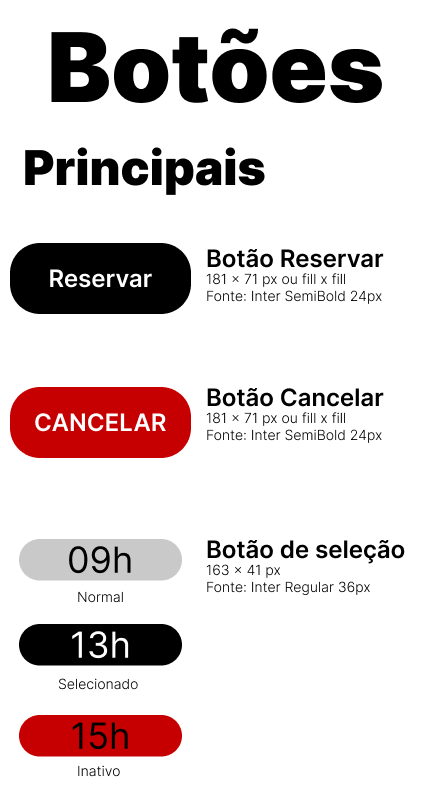 Botões
Principais
Reservar
Botão Reservar
181 × 71 px ou fill x fill
Fonte: Inter SemiBold 24px
CANCELAR
Botão Cancelar
181 × 71 px ou fill x fill
Fonte: Inter SemiBold 24px
09h
Normal
Botão de seleção
163 × 41 px
Fonte: Inter Regular 36px
13h
Selecionado
15h
Inativo